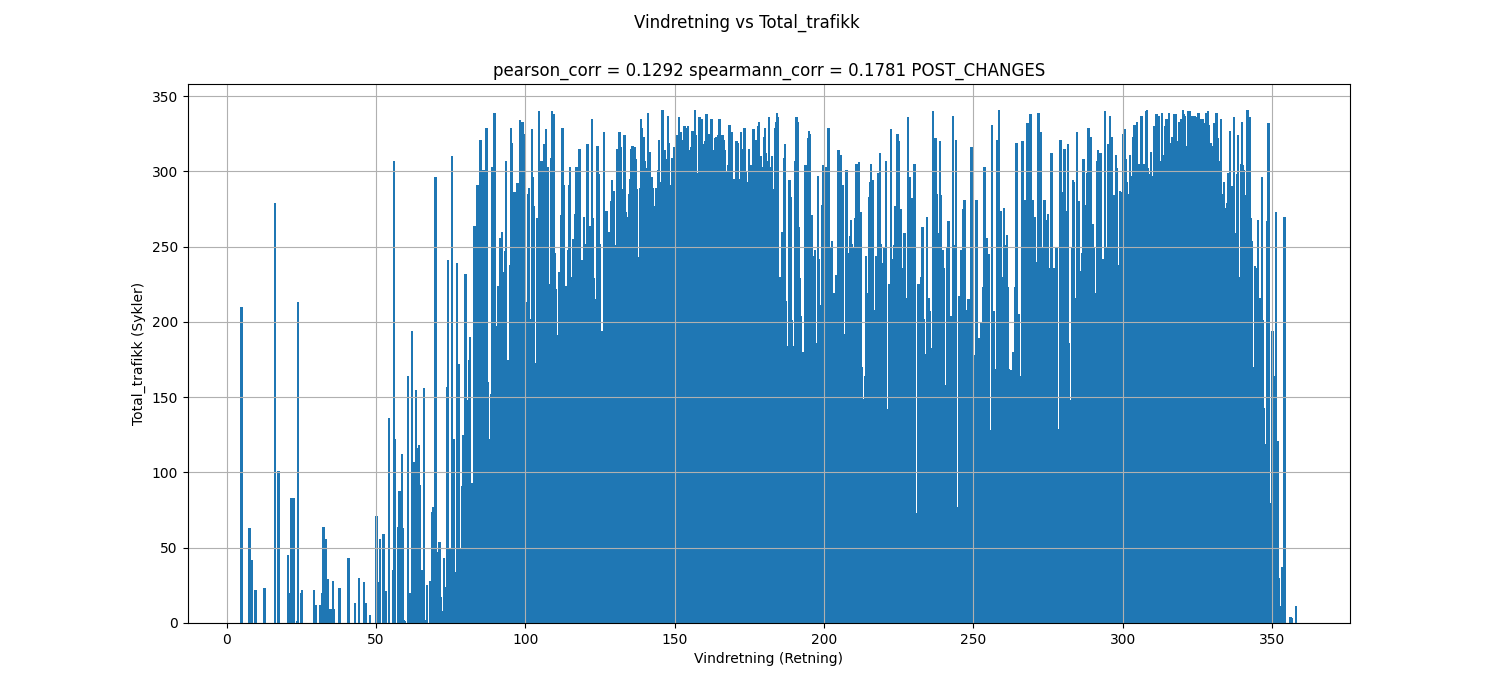 Vindretning vs Total_trafikk
pearson_corr = 0.1292 spearmann_corr = 0.1781 POST_CHANGES
Total_trafikk (Sykler)
350
300
250
200
150
100
50
0
0 50 100 150 200 250 300 350
Vindretning (Retning)